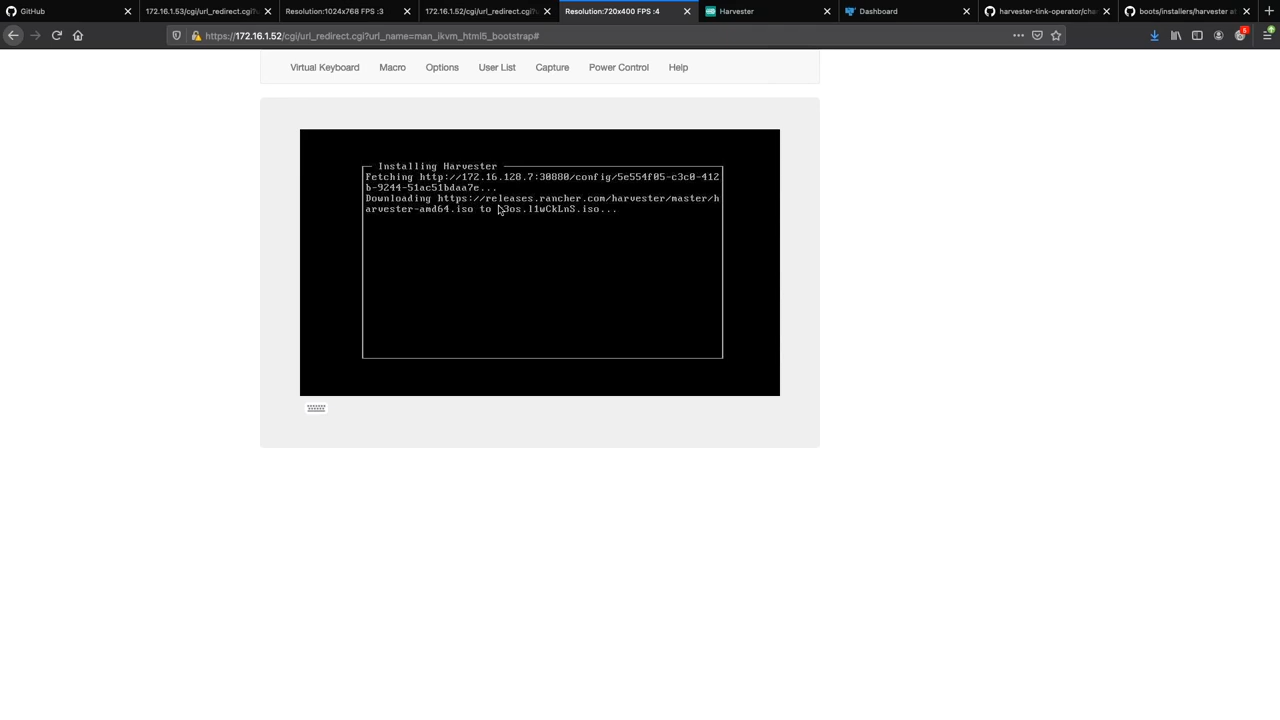 GitHub
172.16.1.53/cgi/url_redirect.cgi?
Resolution:1024x768 FPS :3
172.16.1.52/cgi/url_redirect.cgi?
Resolution:720x400 FPS :4
Harvester
Dashboard
harvester-tink-operator/cha
boots/installers/harvester at
https://172.16.1.52/cgi/url_redirect.cgi?url_name=man_ikvm_html5_bootstrap#
Virtual Keyboard
Macro
Options
User List
Capture
Power Control
Help
Installing Harvester
Fetching http://172.16.128.7:30880/config/5e554f05-c3c0-412
b-9244-51ac51bdaa7e...
Downloading https://releases.rancher.com/harvester/master/h
arvester-amd64.iso to k3os.l1wCkLnS.iso...